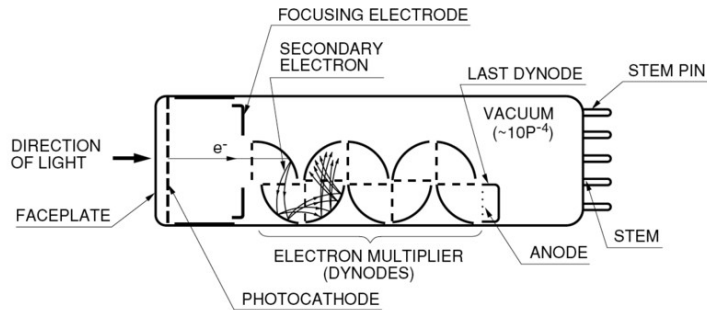 FOCUSING ELECTRODE
SECONDARY
ELECTRON
LAST DYNODE
STEM PIN
VACUUM
(~10P⁻⁴)
DIRECTION
OF LIGHT
e⁻
FACEPLATE
STEM
ELECTRON MULTIPLIER
(DYNODES)
ANODE
PHOTOCATHODE